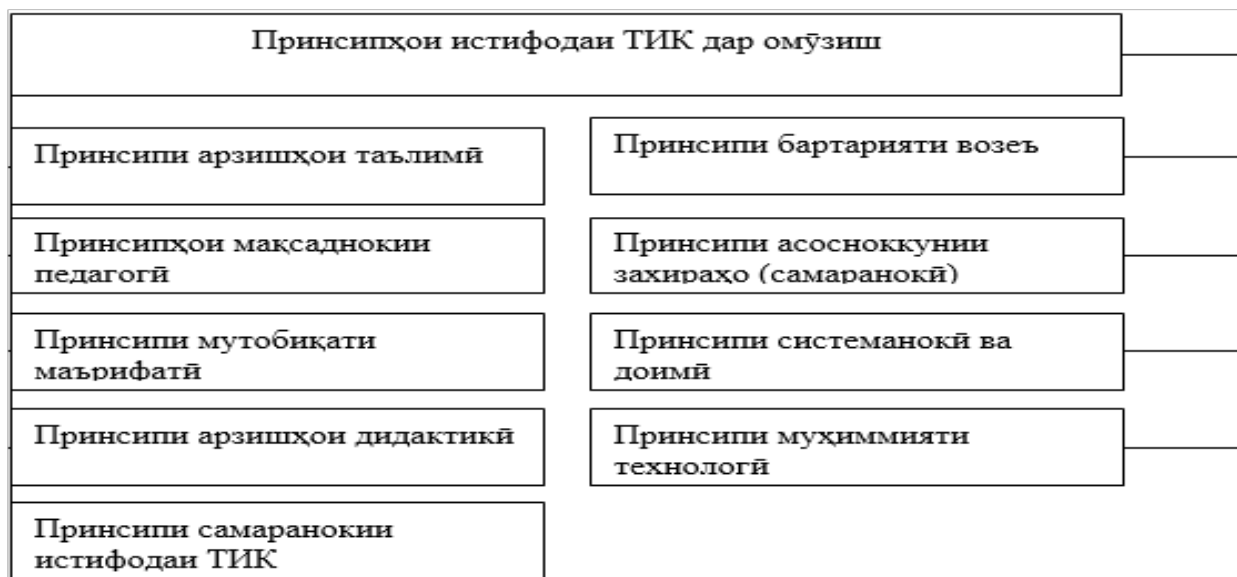 Принсипҳои истифодаи ТИК дар омӯзиш
Принсипи арзишҳои таълимӣ
Принсипҳои мақсаднокии
педагогӣ
Принсипи мутобиқати
маърифатӣ
Принсипи арзишҳои дидактикӣ
Принсипи самаранокии
истифодаи ТИК
Принсипи бартарияти возеъ
Принсипи асосноккунии
захираҳо (самаранокӣ)
Принсипи системанокӣ ва
доимӣ
Принсипи муҳиммияти
технологӣ